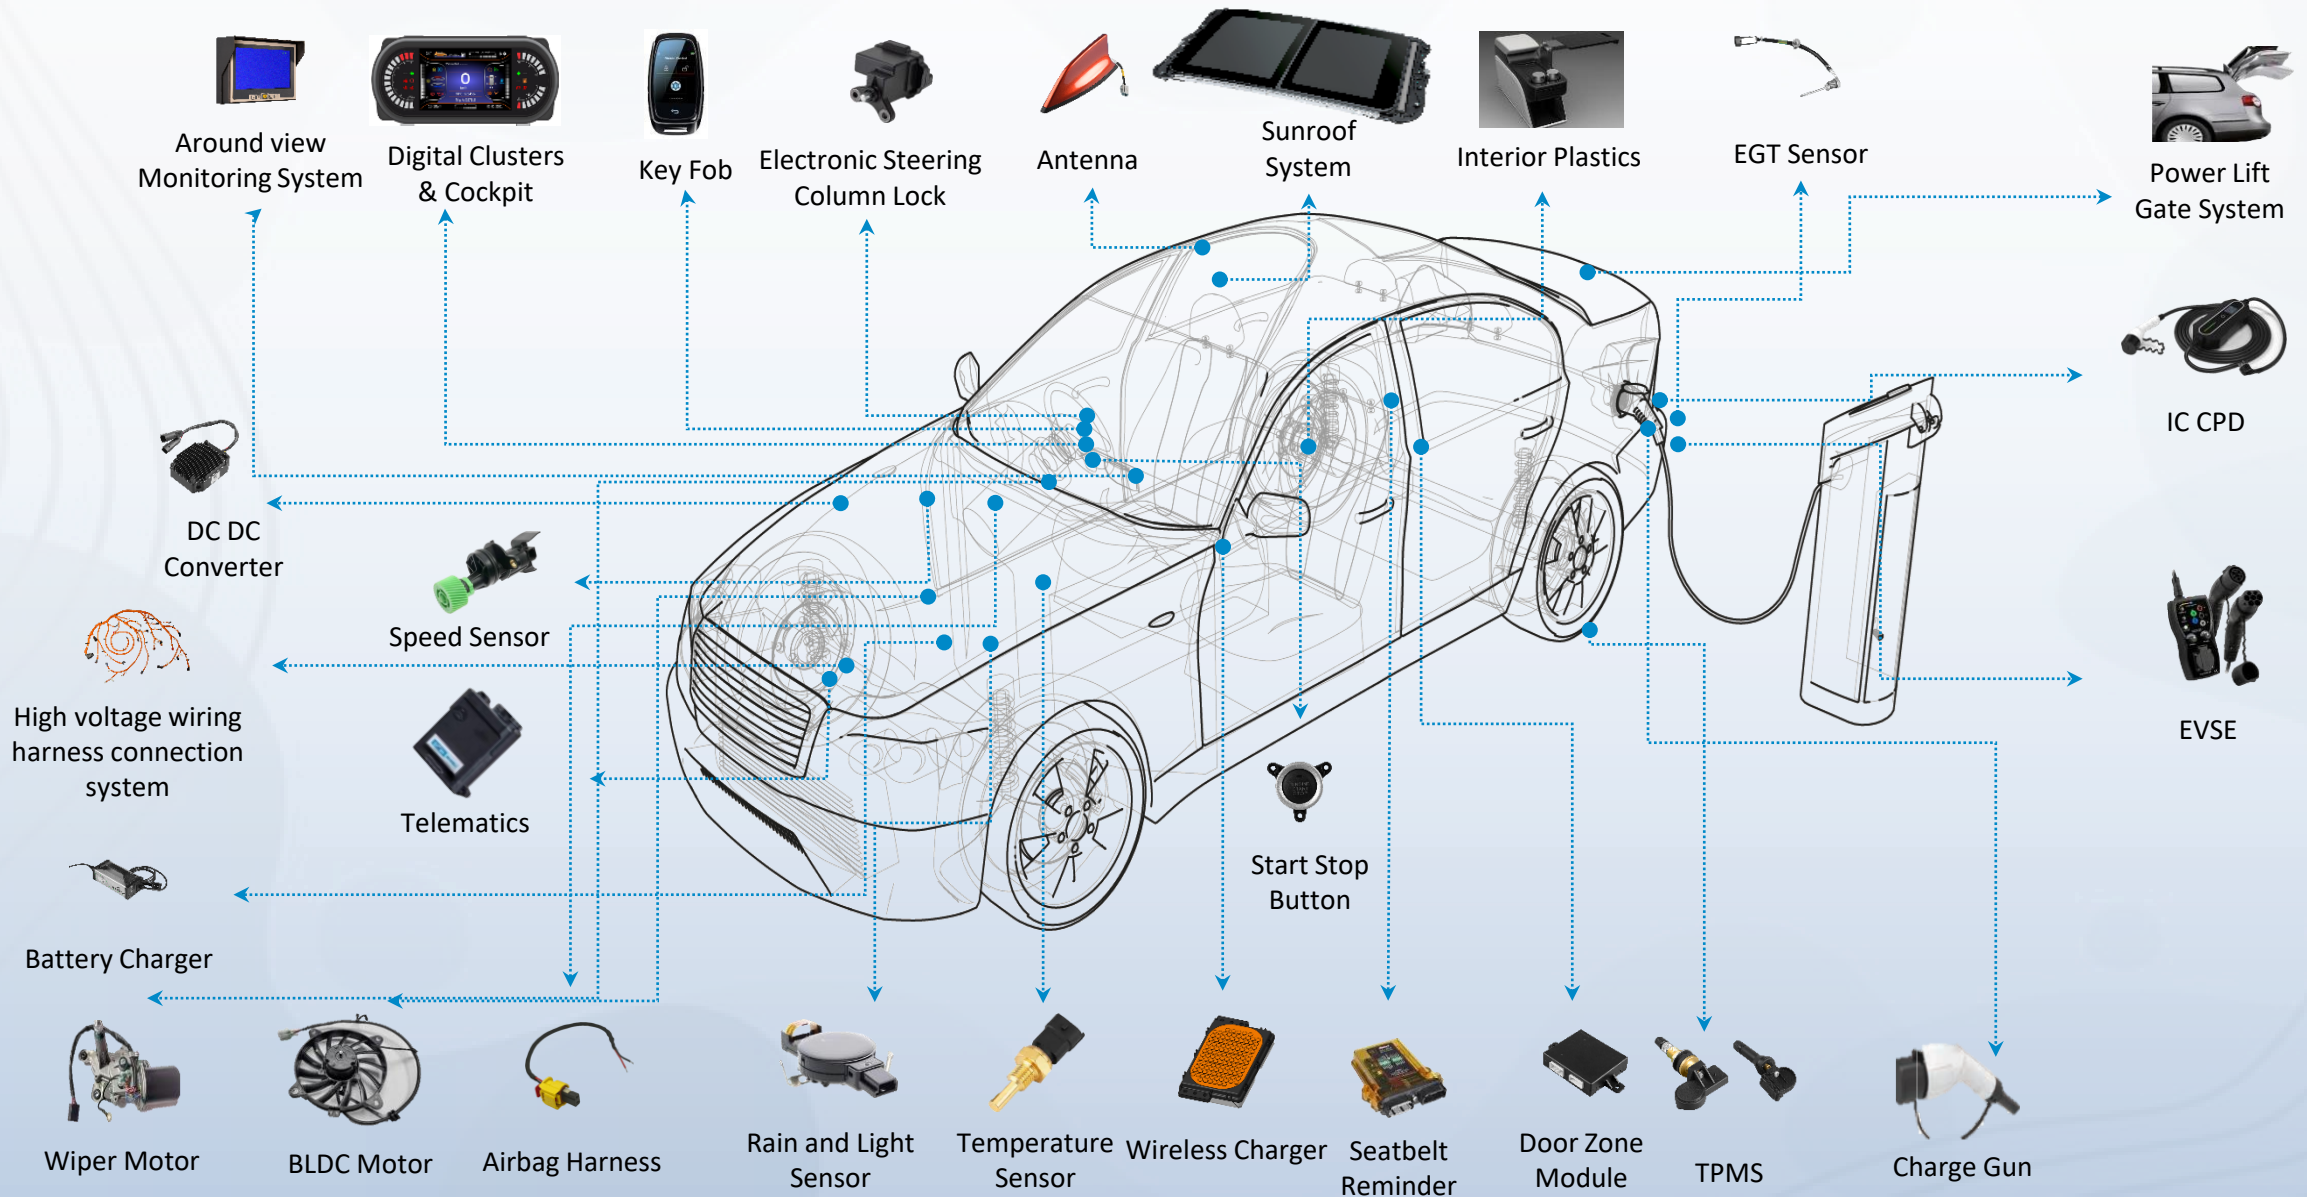 Around view
Monitoring System
Digital Clusters
& Cockpit
0
Key Fob
Electronic Steering
Column Lock
Antenna
Sunroof
System
Interior Plastics
EGT Sensor
Power Lift
Gate System
DC DC
Converter
IC CPD
Speed Sensor
High voltage wiring
harness connection
system
Telematics
EVSE
Start Stop
Button
Battery Charger
Wiper Motor
BLDC Motor
Airbag Harness
Rain and Light
Sensor
Temperature
Sensor
Wireless Charger
Seatbelt
Reminder
Door Zone
Module
TPMS
Charge Gun